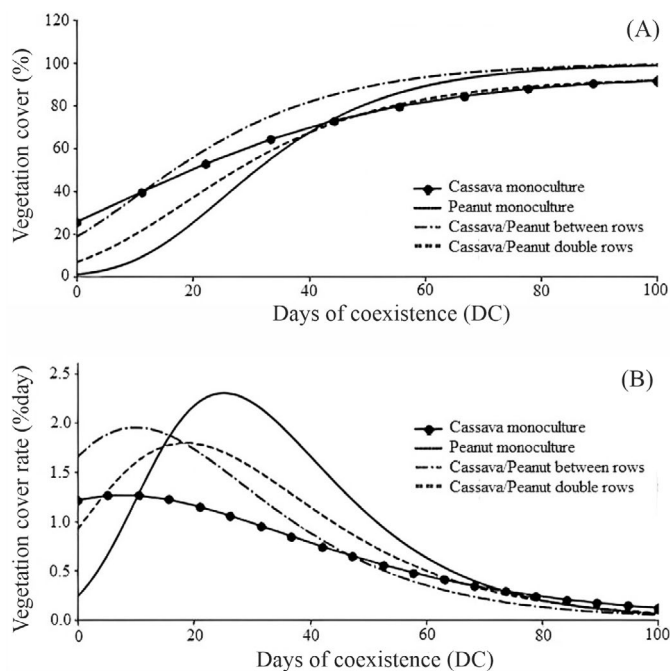 (A)
Vegetation cover (%)
120
100
80
60
40
20
0
Cassava monoculture
Peanut monoculture
Cassava/Peanut between rows
Cassava/Peanut double rows
0 20 40 60 80 100
Days of coexistence (DC)
(B)
Vegetation cover rate (%day)
2.5
2.0
1.5
1.0
0.5
0.0
Cassava monoculture
Peanut monoculture
Cassava/Peanut between rows
Cassava/Peanut double rows
0 20 40 60 80 100
Days of coexistence (DC)